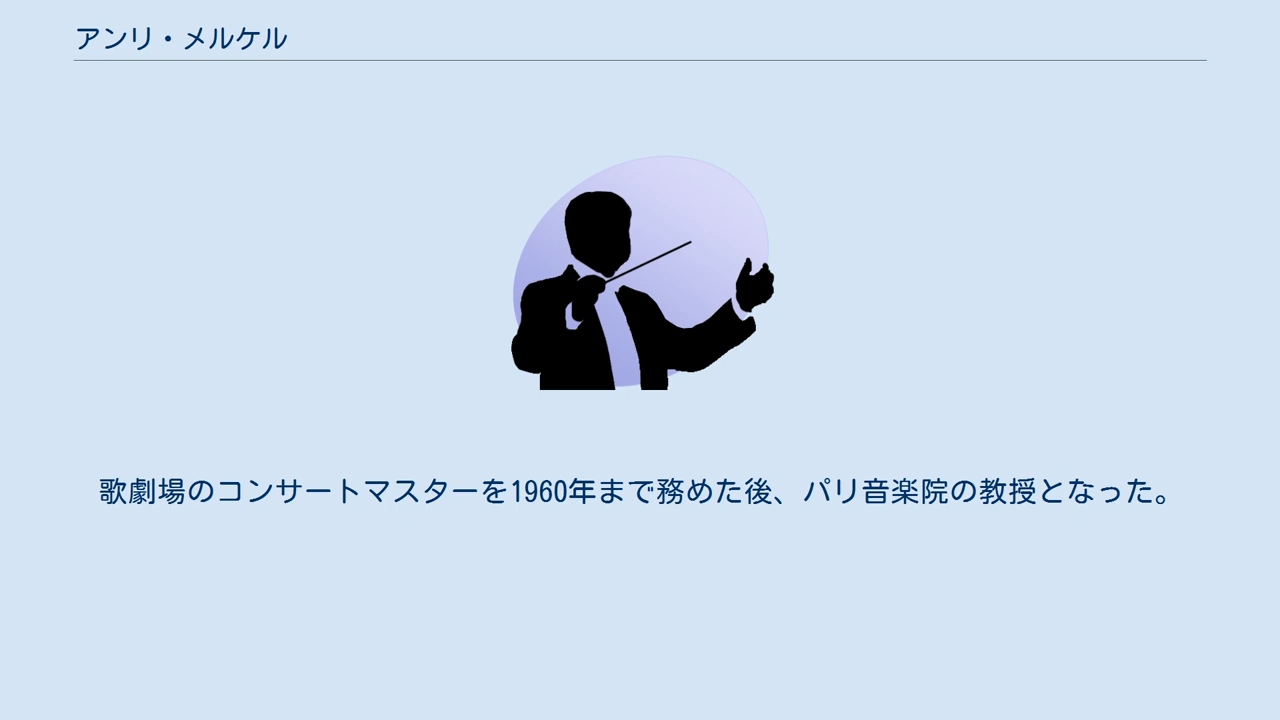 アンリ・メルケル
歌劇場のコンサートマスターを1960年まで務めた後、パリ音楽院の教授となった。